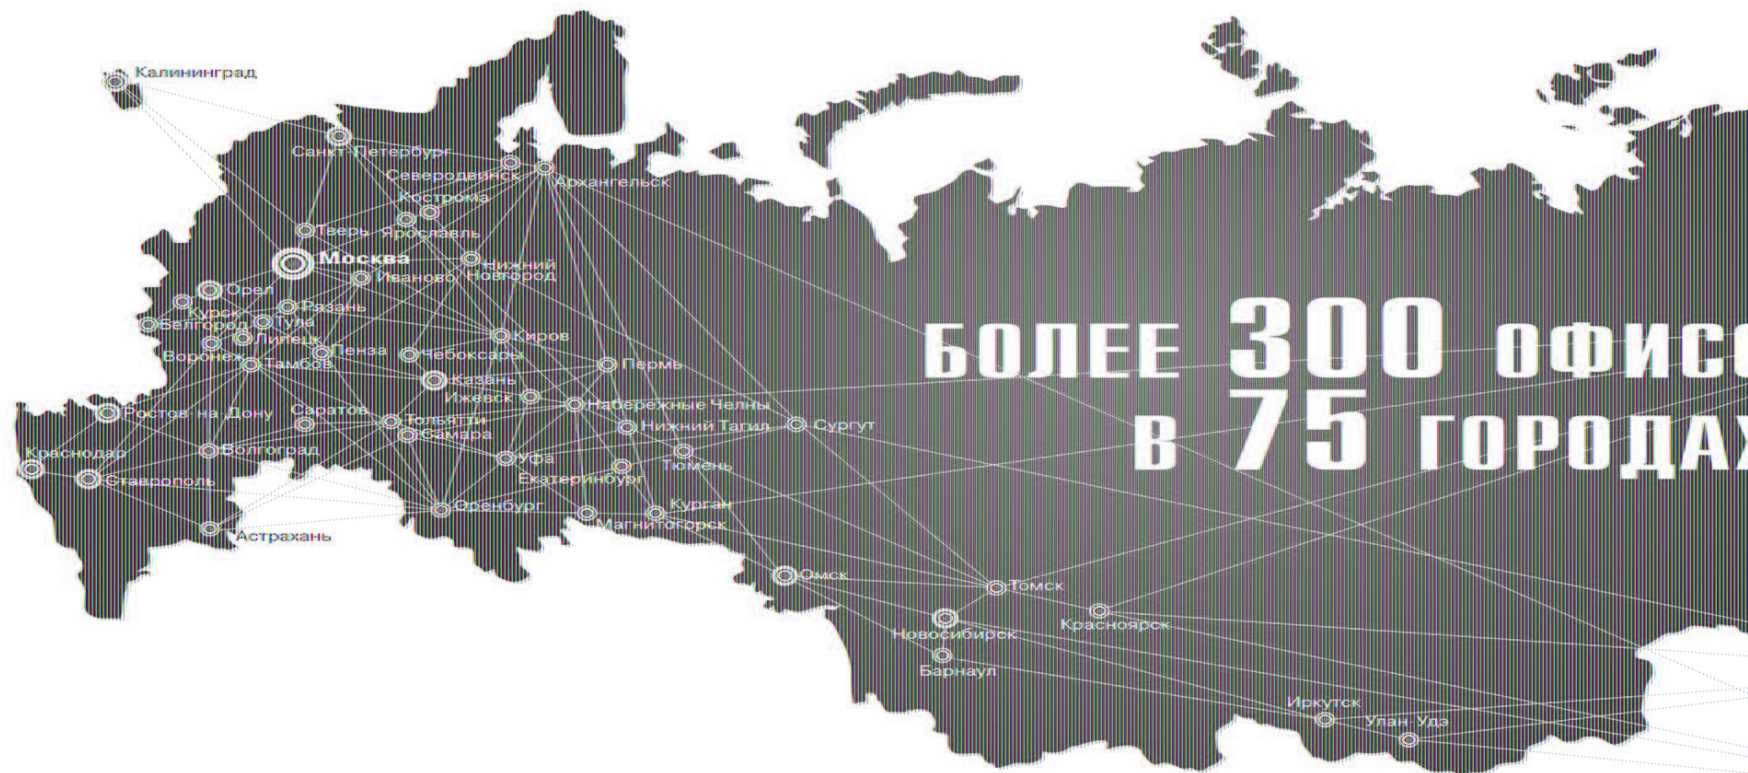 Калининград
Санкт-Петербург
Северодвинск
Архангельск
Кострома
Ярославль
Тверь
Москва
Нижний
Новгород
Иваново
Орел
Рязань
Курск
Белгород
Тула
Липецк
Киров
Воронеж
Пенза
Чебоксары
Тамбов
Пермь
Казань
Ижевск
Набережные Челны
Ростов на Дону
Саратов
Тольятти
Самара
Нижний Тагил
Сургут
Краснодар
Волгоград
Уфа
Тюмень
Ставрополь
Екатеринбург
Оренбург
Курган
Магнитогорск
Астрахань
Омск
Томск
Новосибирск
Красноярск
Барнаул
Иркутск
Улан-Удэ
БОЛЕЕ 300 ОФИСО
В 75 ГОРОДАХ